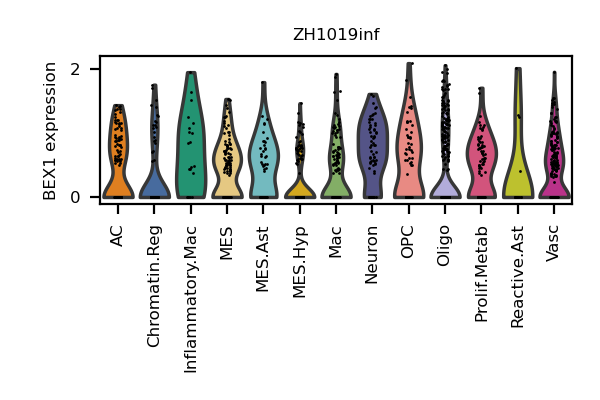 ZH1019inf
BEX1 expression
2
0
AC
Chromatin.Reg
Inflammatory.Mac
MES
MES.Ast
MES.Hyp
Mac
Neuron
OPC
Oligo
Prolif.Metab
Reactive.Ast
Vasc